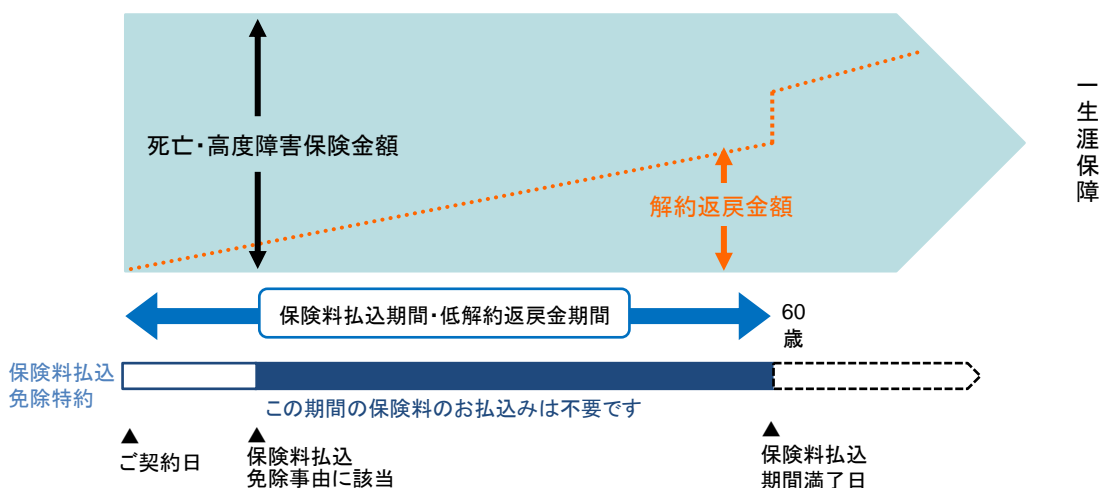 死亡・高度障害保険金額
解約返戻金額
一生涯保障
保険料払込期間・低解約返戻金期間
60
歳
保険料払込
免除特約
この期間の保険料のお払込みは不要です
▲
ご契約日
▲
保険料払込
免除事由に該当
▲
保険料払込
期間満了日